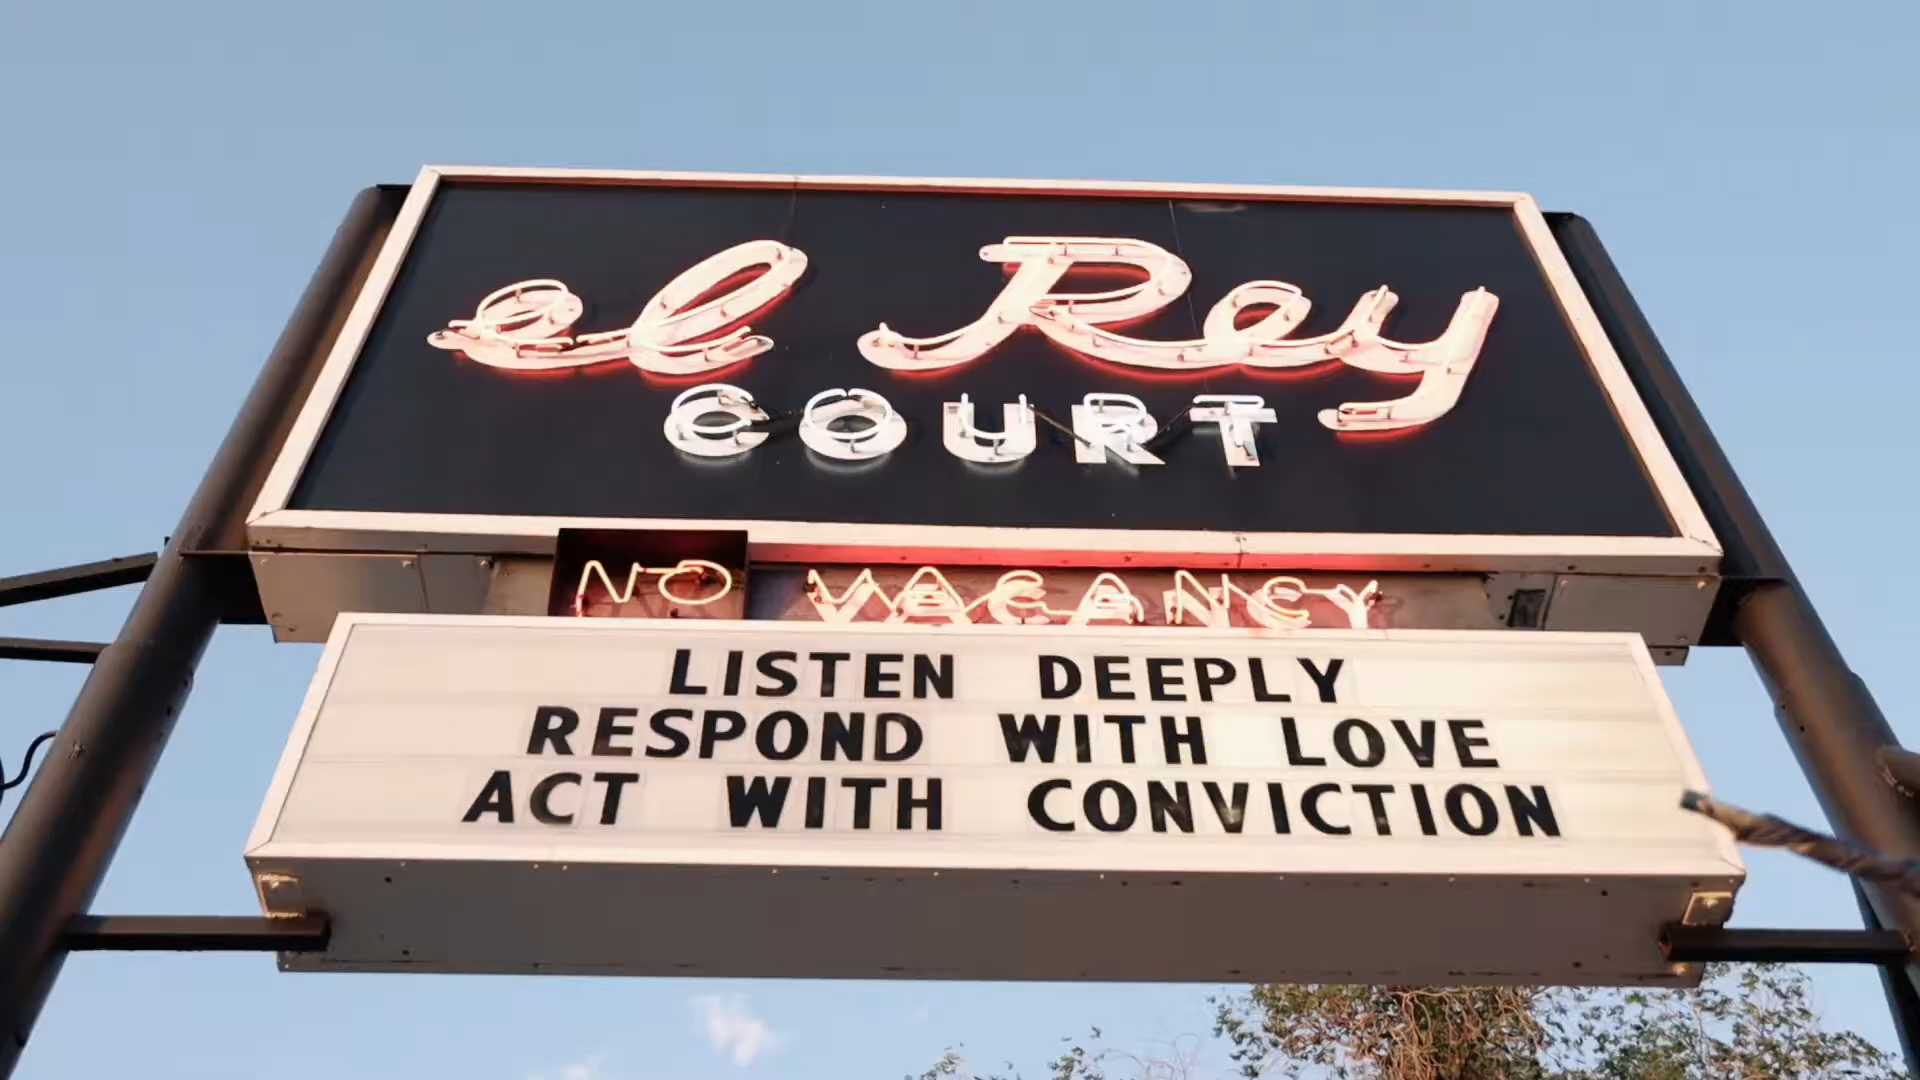 el Rey
COURT
NO VACANCY
LISTEN DEEPLY
RESPOND WITH LOVE
ACT WITH CONVICTION